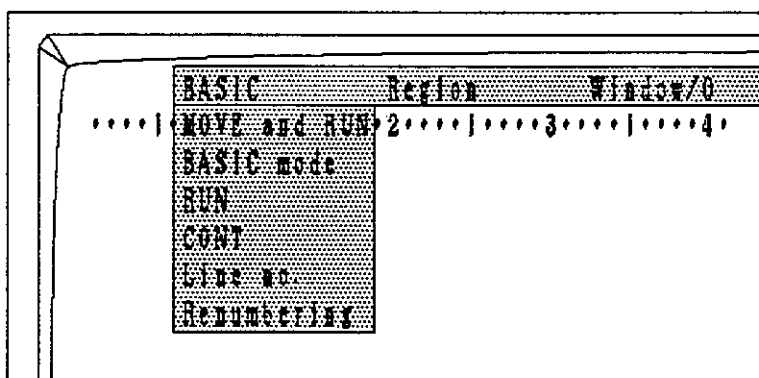 BASIC Region Window/O
····|·MOVE and RUN·2····|····3····|····4·
BASIC mode
RUN
CONT
Line no.
Renumbering